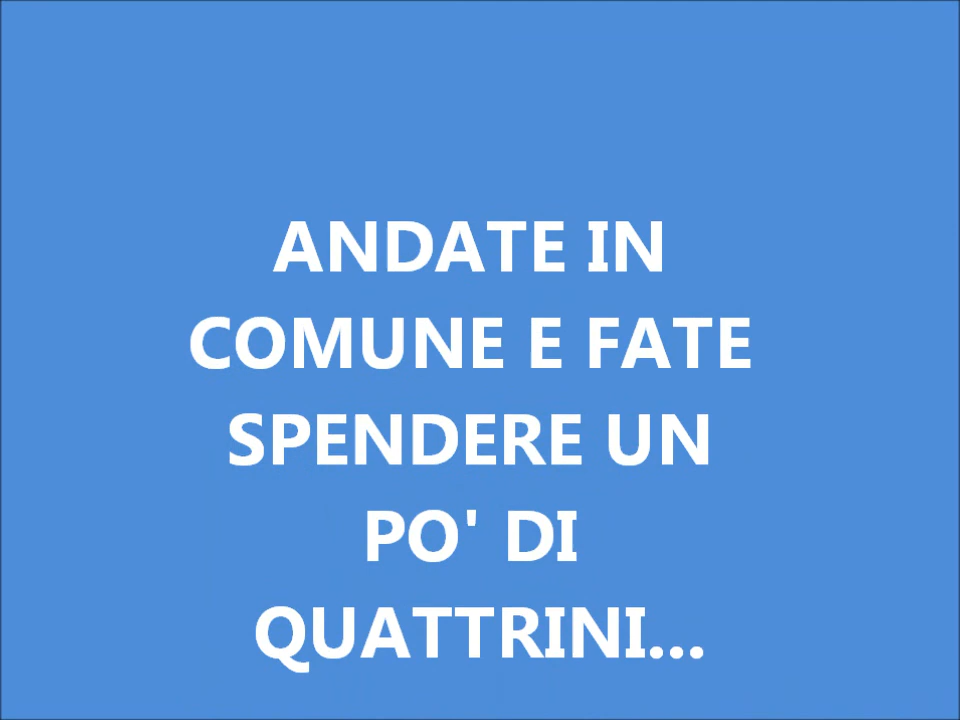 ANDATE IN
COMUNE E FATE
SPENDERE UN
PO' DI
QUATTRINI...